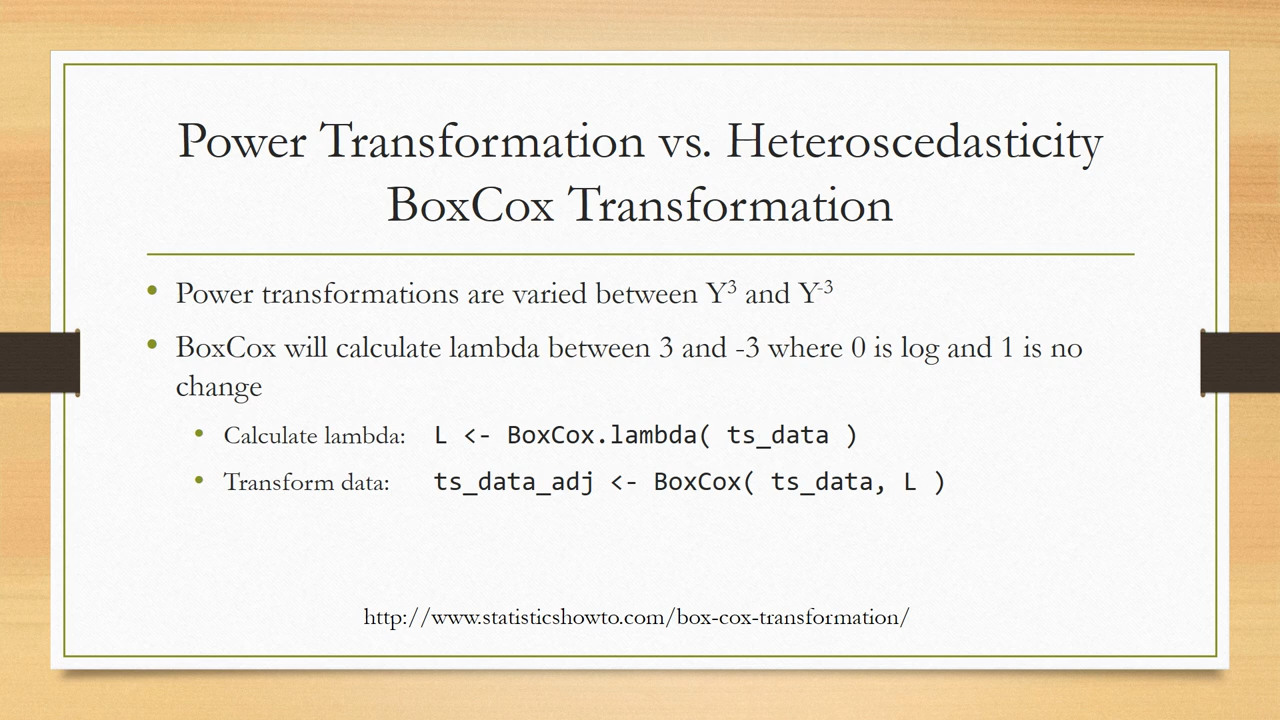 Power Transformation vs. Heteroscedasticity
BoxCox Transformation
• Power transformations are varied between Y³ and Y⁻³
• BoxCox will calculate lambda between 3 and -3 where 0 is log and 1 is no
change
• Calculate lambda: L <- BoxCox.lambda( ts_data )
• Transform data: ts_data_adj <- BoxCox( ts_data, L )
http://www.statisticshowto.com/box-cox-transformation/